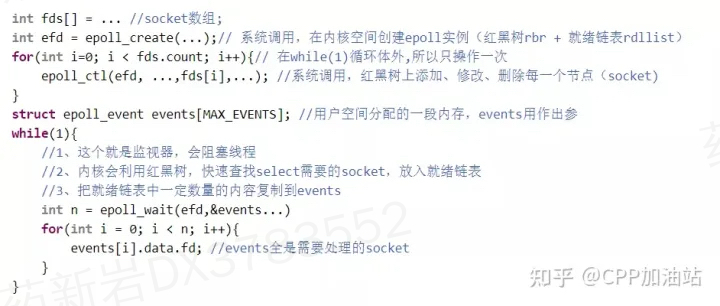 int fds[] = ... //socket数组;
int efd = epoll_create(...);// 系统调用，在内核空间创建epoll实例（红黑树rbr + 就绪链表rdllist）
for(int i=0; i < fds.count; i++){// 在while(1)循环体外,所以只操作一次
    epoll_ctl(efd, ...,fds[i],...); //系统调用，红黑树上添加、修改、删除每一个节点（socket)
}
struct epoll_event events[MAX_EVENTS]; //用户空间分配的一段内存，events用作出参
while(1){
    //1、这个就是监视器，会阻塞线程
    //2、内核会利用红黑树，快速查找select需要的socket，放入就绪链表
    //3、把就绪链表中一定数量的内容复制到events
    int n = epoll_wait(efd,&events...)
    for(int i = 0; i < n; i++){
        events[i].data.fd; //events全是需要处理的socket
    }
}
药新岩DX3783552
知乎 @CPP加油站